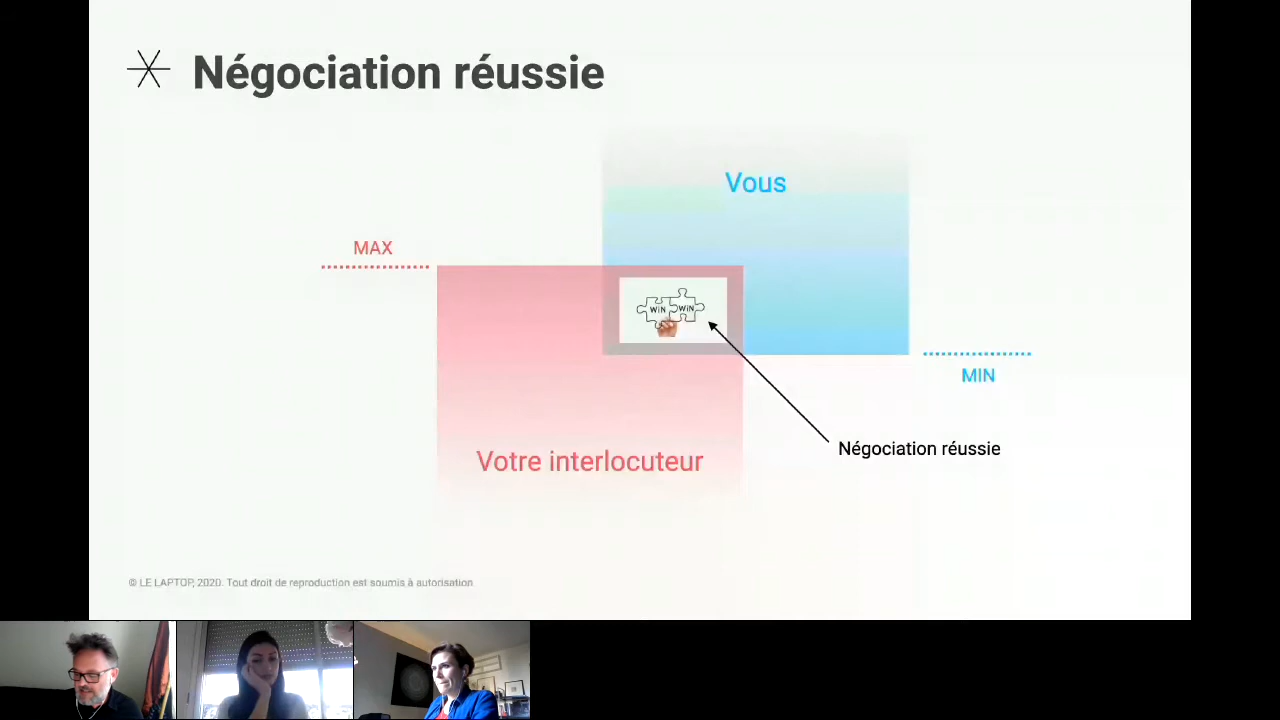 Négociation réussie
Vous
MAX
WiN WiN
MIN
Négociation réussie
Votre interlocuteur
© LE LAPTOP, 2020. Tout droit de reproduction est soumis à autorisation